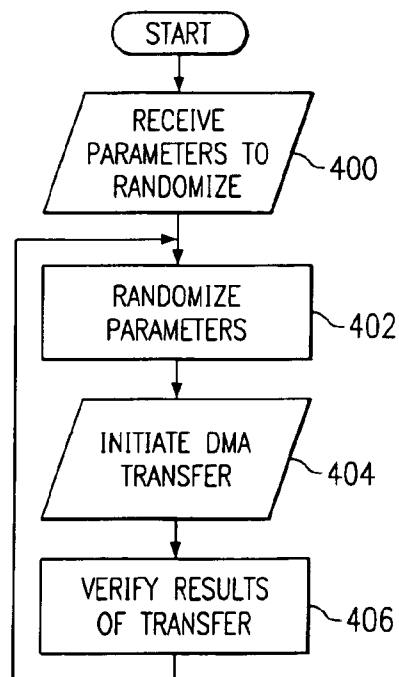 START
RECEIVE
PARAMETERS TO
RANDOMIZE
400
RANDOMIZE
PARAMETERS
402
INITIATE DMA
TRANSFER
404
VERIFY RESULTS
OF TRANSFER
406